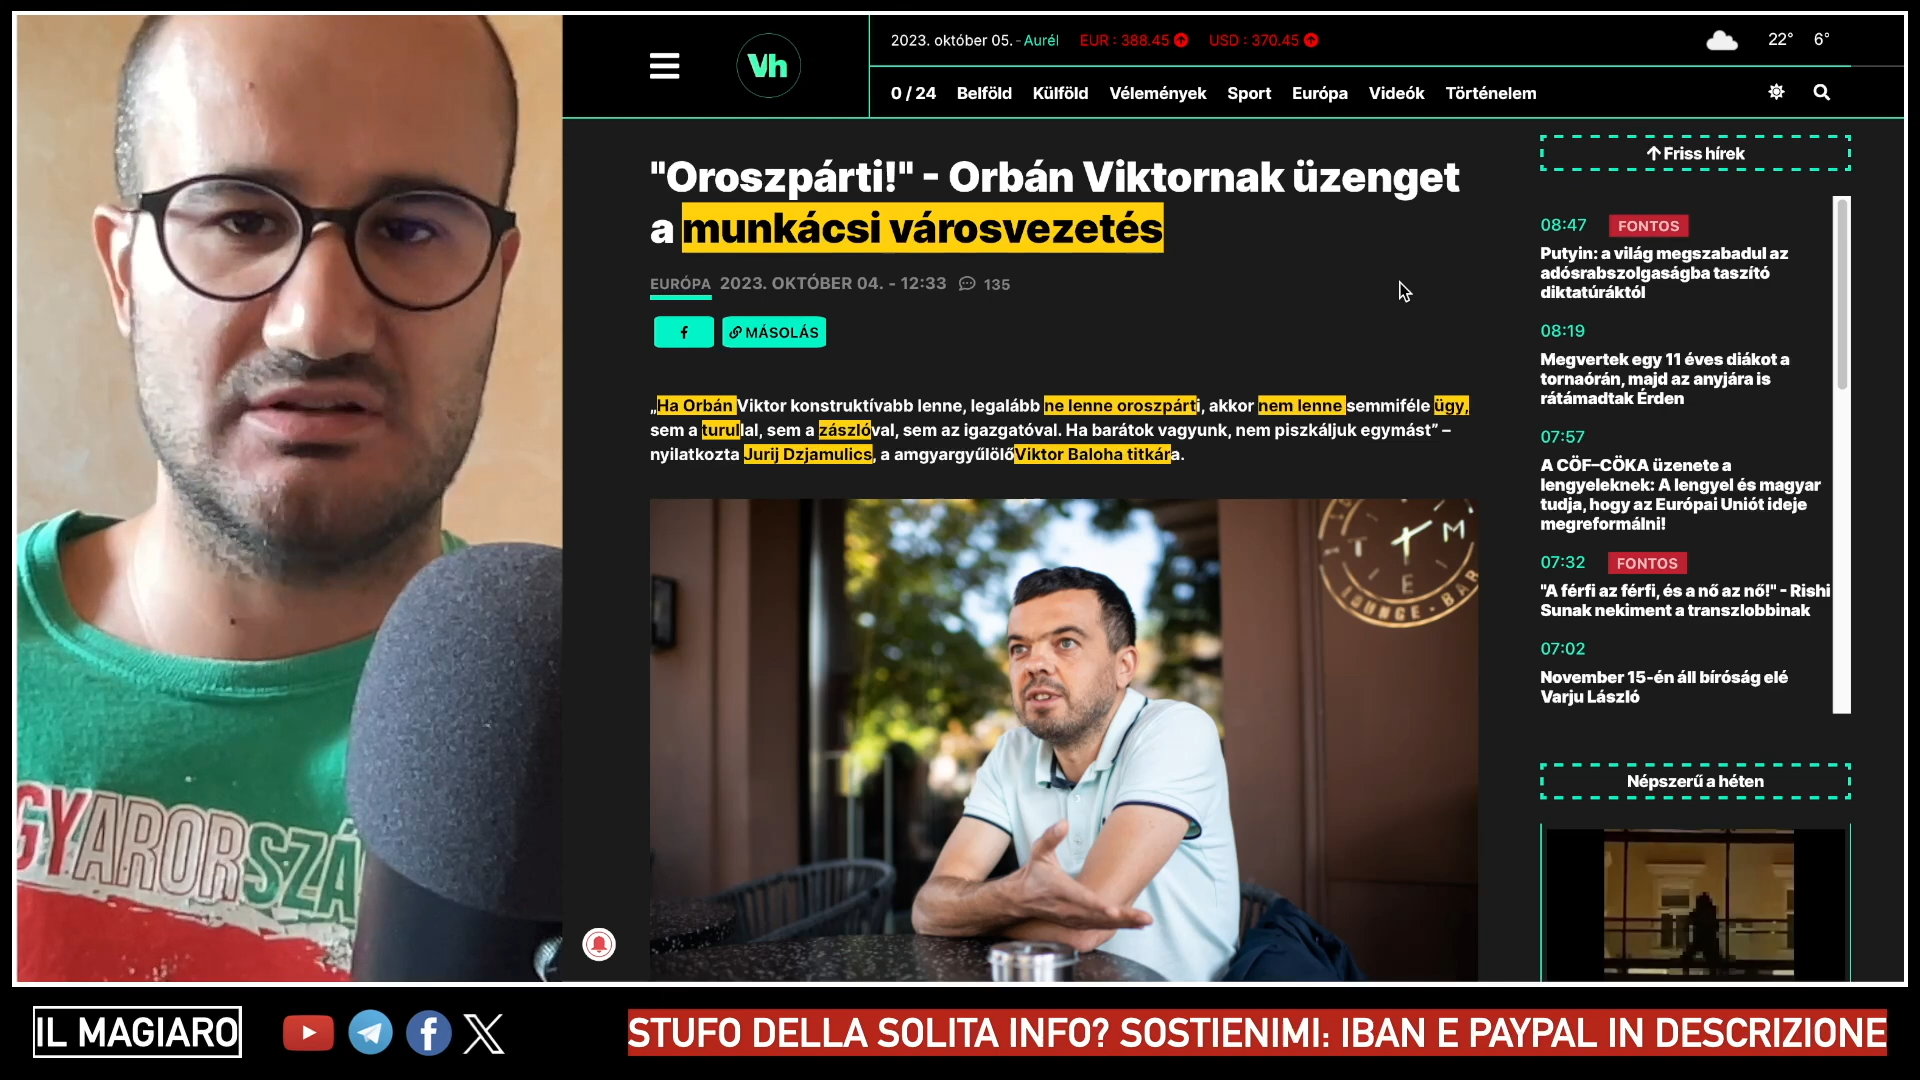 Vh
2023. október 05. - Aurél EUR : 388.45 USD : 370.45 22° 6°
0 / 24 Belföld Külföld Vélemények Sport Európa Videók Történelem
"Oroszpárti!" - Orbán Viktornak üzenget
a munkácsi városvezetés
EURÓPA 2023. OKTÓBER 04. - 12:33 135
f MÁSOLÁS
„Ha Orbán Viktor konstruktívabb lenne, legalább ne lenne oroszpárti, akkor nem lenne semmiféle ügy,
sem a turullal, sem a zászlóval, sem az igazgatóval. Ha barátok vagyunk, nem piszkáljuk egymást” –
nyilatkozta Jurij Dzjamulics, a amgyargyűlölőViktor Baloha titkára.
TIME
LOUNGE - BAR
Friss hírek
08:47 FONTOS
Putyin: a világ megszabadul az
adósrabszolgaságba taszító
diktatúráktól
08:19
Megvertek egy 11 éves diákot a
tornaórán, majd az anyjára is
rátámadtak Érden
07:57
A CÖF–CÖKA üzenete a
lengyeleknek: A lengyel és magyar
tudja, hogy az Európai Uniót ideje
megreformálni!
07:32 FONTOS
"A férfi az férfi, és a nő az nő!" - Rishi
Sunak nekiment a transzlobbinak
07:02
November 15-én áll bíróság elé
Varju László
Népszerű a héten
GYARORSZÁ
IL MAGIARO
STUFO DELLA SOLITA INFO? SOSTIENIMI: IBAN E PAYPAL IN DESCRIZIONE